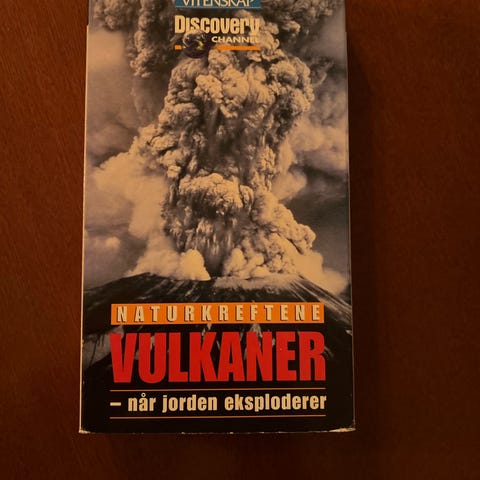 VITENSKAP
Discovery
CHANNEL
NATURKREFTENE
VULKANER
– når jorden eksploderer